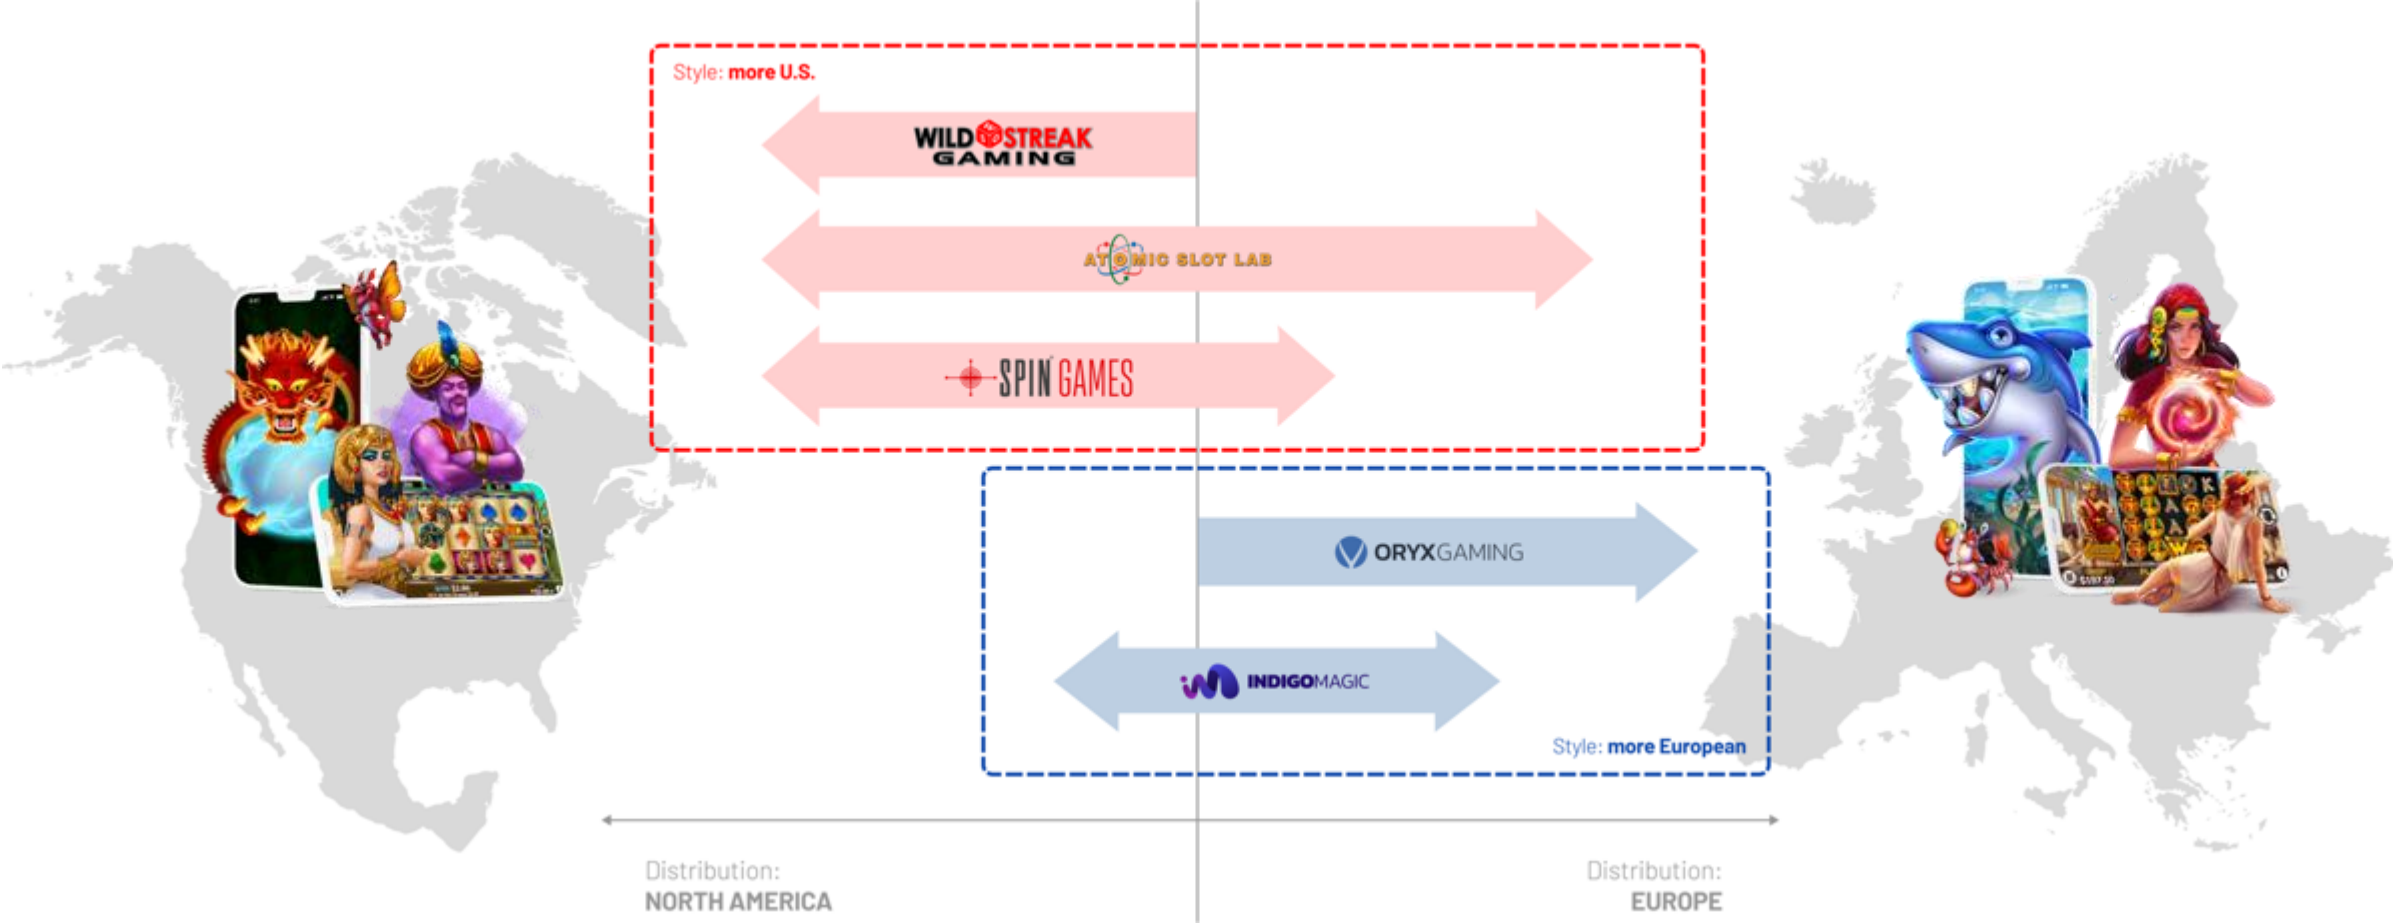 Style: more U.S.
WILD STREAK
GAMING
ATOMIC SLOT LAB
SPIN GAMES
ORYXGAMING
INDIGOMAGIC
Style: more European
Distribution:
NORTH AMERICA
Distribution:
EUROPE